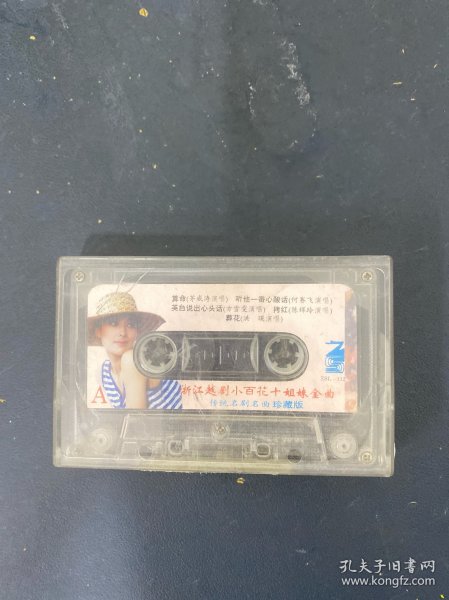 算命(茅威涛演唱) 听他一番心酸话(何赛飞演唱)
英台说出心头话(方雪雯演唱) 拷红(陈辉玲演唱)
葬花(洪瑛演唱)
A
浙江越剧小百花十姐妹金曲
传统名剧名曲珍藏版
孔夫子旧书网
www.kongfz.com